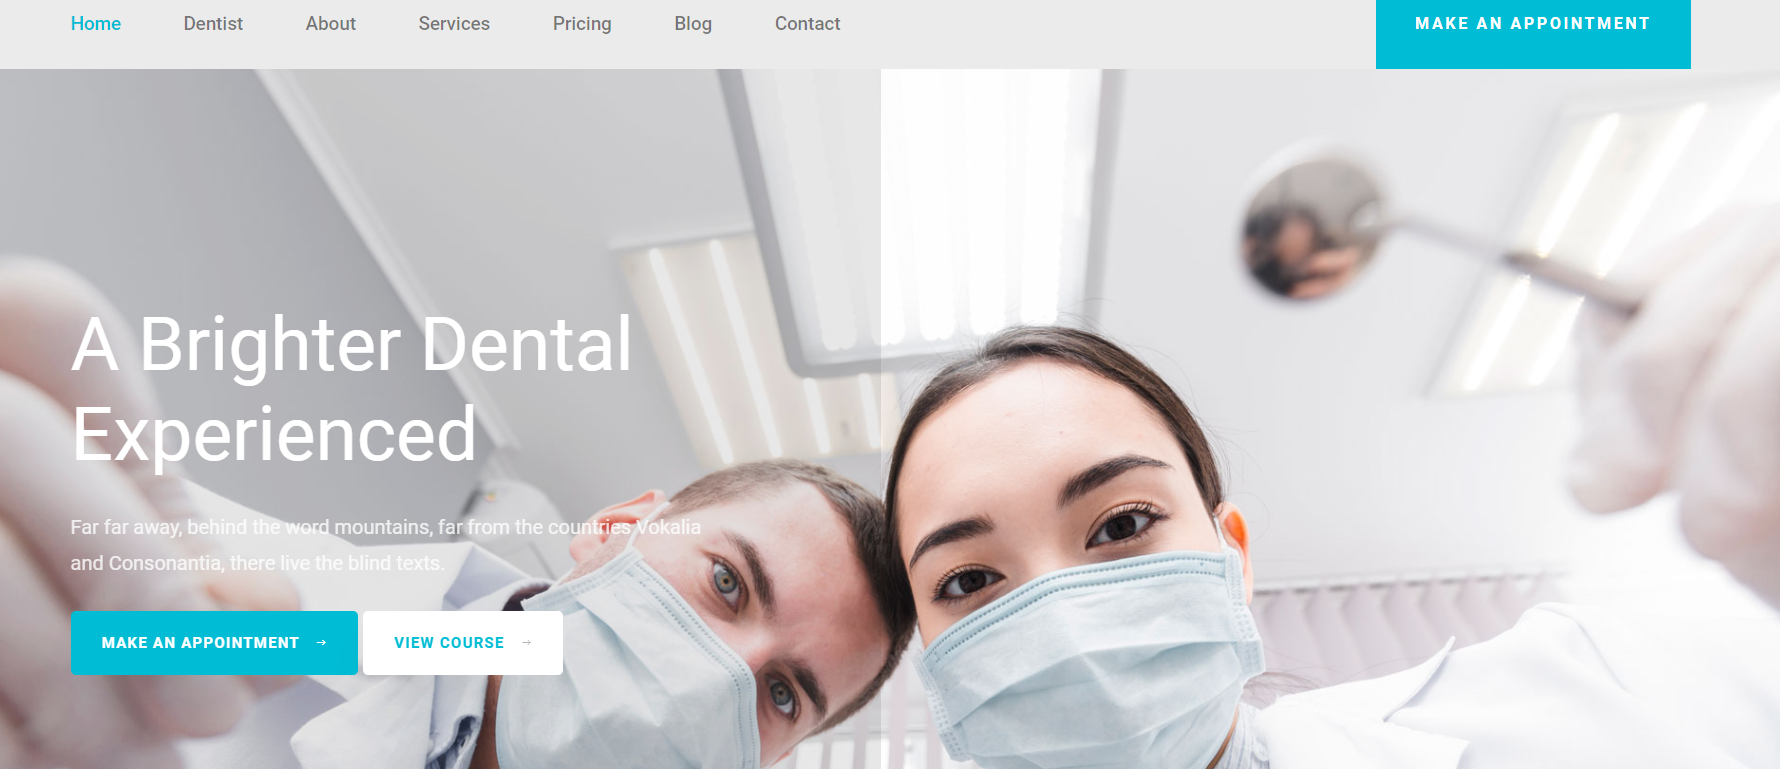 Home Dentist About Services Pricing Blog Contact MAKE AN APPOINTMENT
A Brighter Dental
Experienced
Far far away, behind the word mountains, far from the countries Vokalia
and Consonantia, there live the blind texts.
MAKE AN APPOINTMENT → VIEW COURSE →